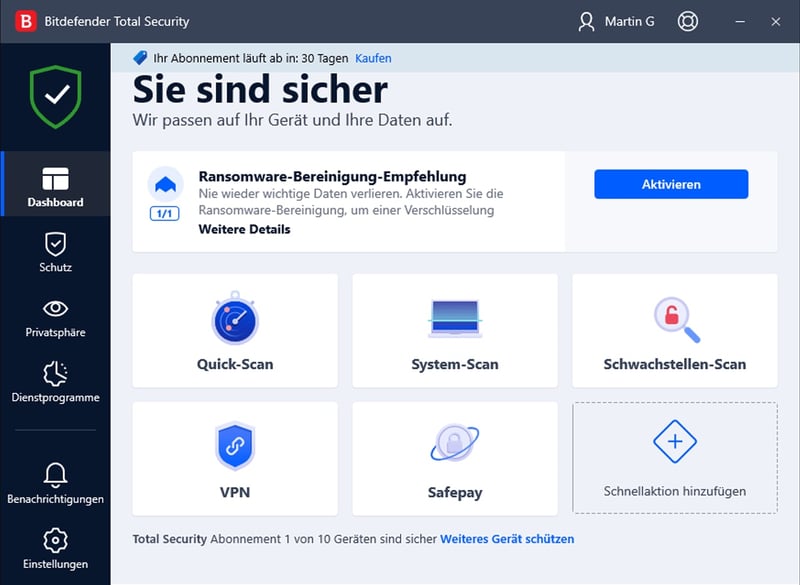 B Bitdefender Total Security
Martin G
Ihr Abonnement läuft ab in: 30 Tagen Kaufen
Sie sind sicher
Wir passen auf Ihr Gerät und Ihre Daten auf.
Dashboard
Schutz
Privatsphäre
Dienstprogramme
Benachrichtigungen
Einstellungen
Ransomware-Bereinigung-Empfehlung
Nie wieder wichtige Daten verlieren. Aktivieren Sie die
Ransomware-Bereinigung, um einer Verschlüsselung
1/1
Weitere Details
Aktivieren
Quick-Scan
System-Scan
Schwachstellen-Scan
VPN
Safepay
Schnellaktion hinzufügen
Total Security Abonnement 1 von 10 Geräten sind sicher Weiteres Gerät schützen